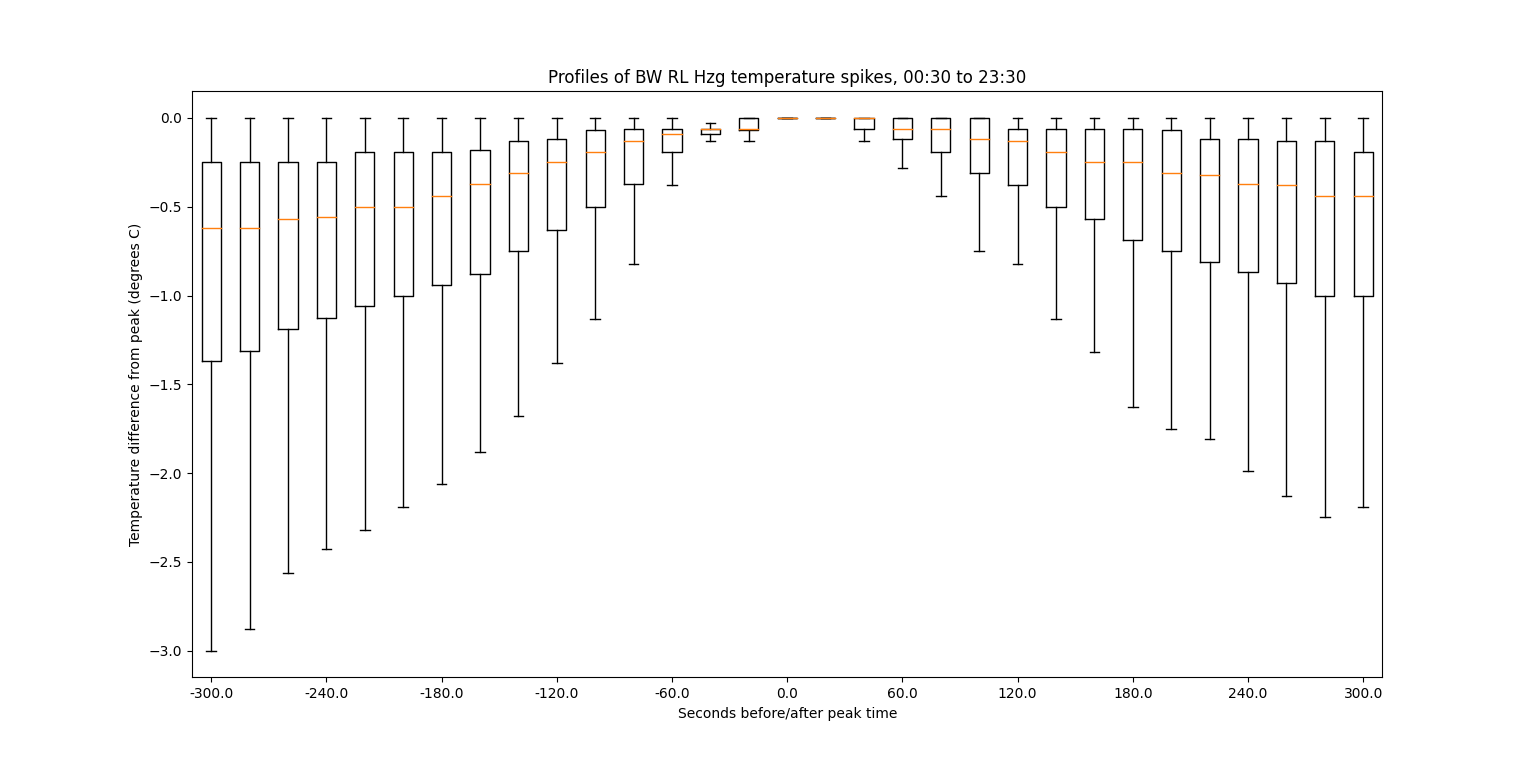 Profiles of BW RL Hzg temperature spikes, 00:30 to 23:30
Temperature difference from peak (degrees C)
0.0
−0.5
−1.0
−1.5
−2.0
−2.5
−3.0
-300.0 -240.0 -180.0 -120.0 -60.0 0.0 60.0 120.0 180.0 240.0 300.0
Seconds before/after peak time